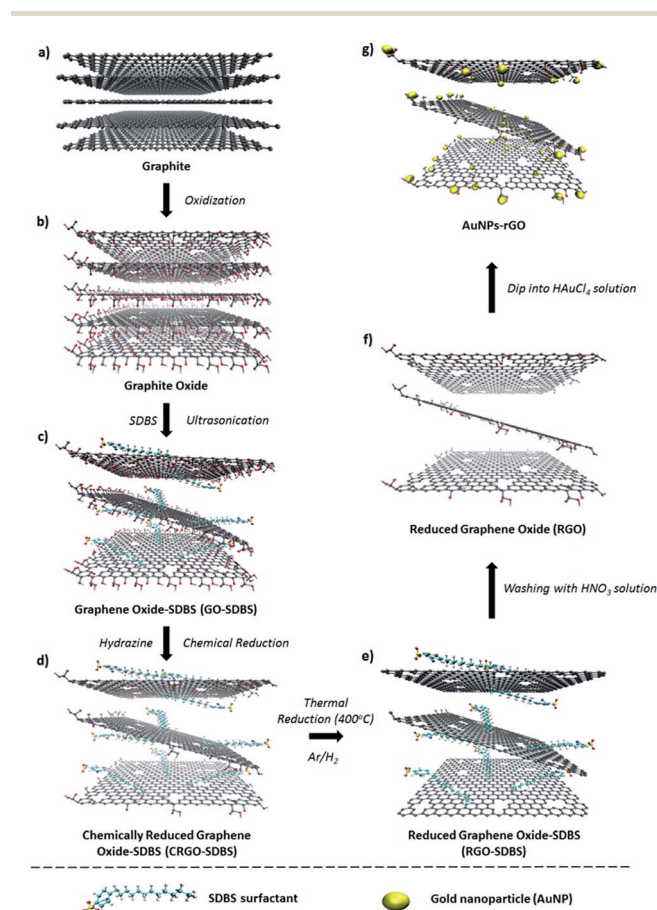 a)
Graphite
Oxidization
b)
Graphite Oxide
SDBS Ultrasonication
c)
Graphene Oxide-SDBS (GO-SDBS)
Hydrazine Chemical Reduction
d)
Chemically Reduced Graphene
Oxide-SDBS (CRGO-SDBS)
Thermal
Reduction (400°C)
Ar/H₂
e)
Reduced Graphene Oxide-SDBS
(RGO-SDBS)
Washing with HNO₃ solution
f)
Reduced Graphene Oxide (RGO)
Dip into HAuCl₄ solution
g)
AuNPs-rGO
SDBS surfactant
Gold nanoparticle (AuNP)